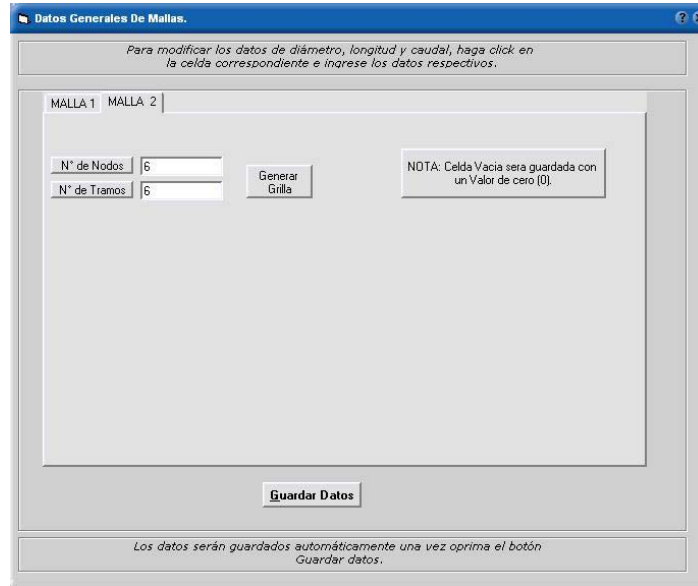 Datos Generales De Mallas.
Para modificar los datos de diámetro, longitud y caudal, haga click en
la celda correspondiente e ingrese los datos respectivos.
MALLA 1 MALLA 2
N° de Nodos 6
N° de Tramos 6
Generar
Grilla
NOTA: Celda Vacia sera guardada con
un Valor de cero (0).
Guardar Datos
Los datos serán guardados automáticamente una vez oprima el botón
Guardar datos.